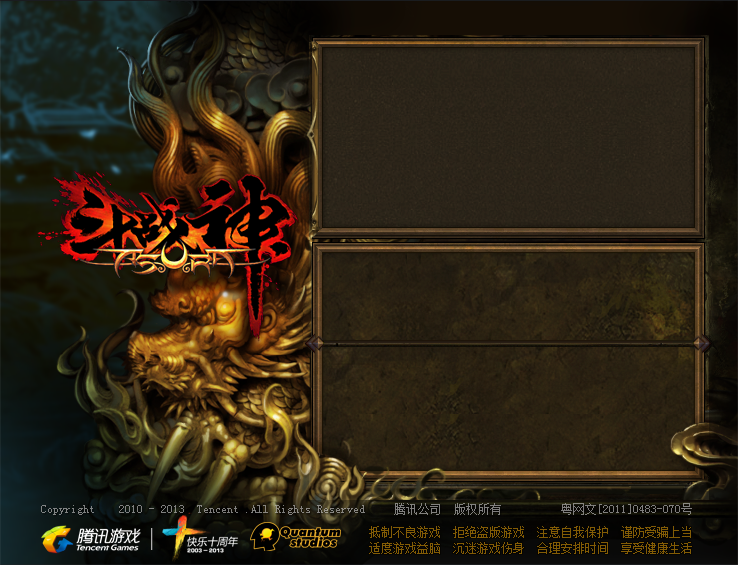 斗战神
ASURA
Copyright 2010 - 2013 Tencent .All Rights Reserved 腾讯公司 版权所有 粤网文[2011]0483-070号
腾讯游戏
Tencent Games
快乐十周年
2003-2013
Quantum
studios
抵制不良游戏 拒绝盗版游戏 注意自我保护 谨防受骗上当
适度游戏益脑 沉迷游戏伤身 合理安排时间 享受健康生活